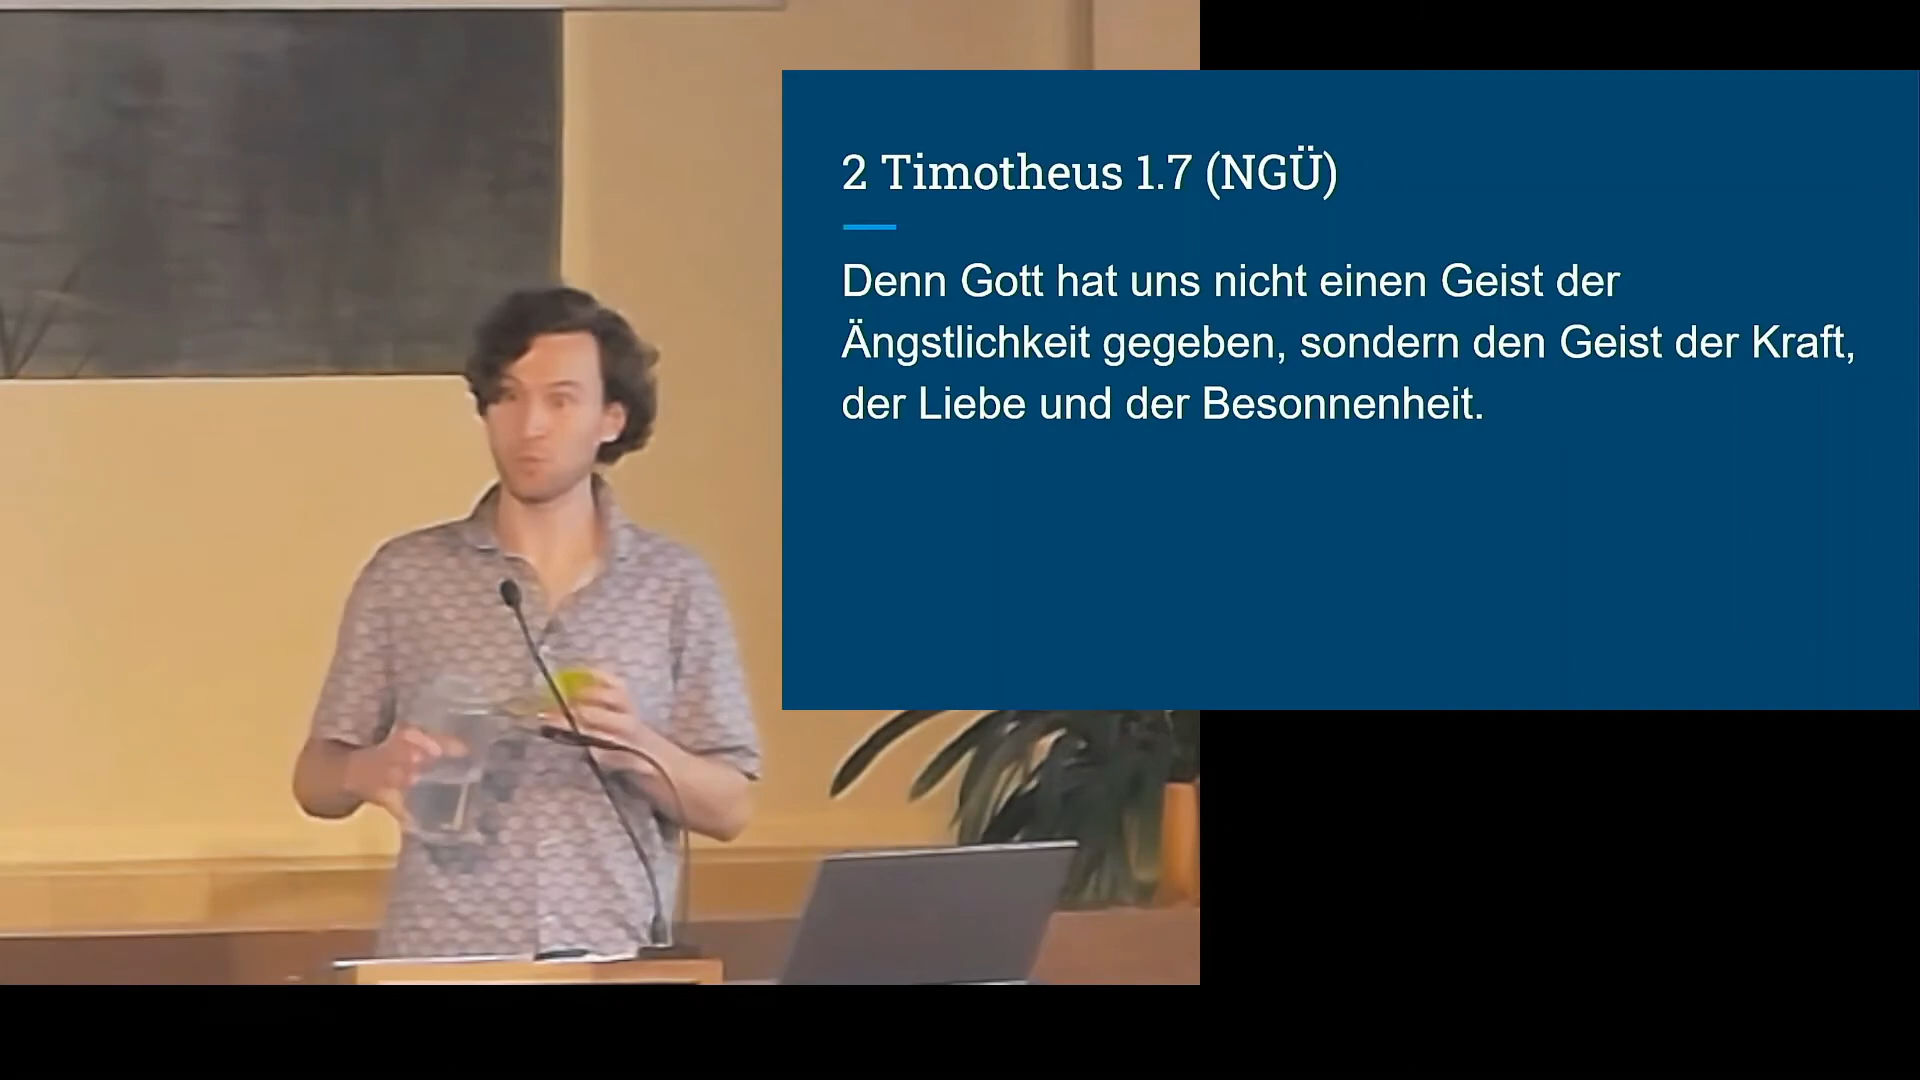 2 Timotheus 1.7 (NGÜ)
Denn Gott hat uns nicht einen Geist der
Ängstlichkeit gegeben, sondern den Geist der Kraft,
der Liebe und der Besonnenheit.